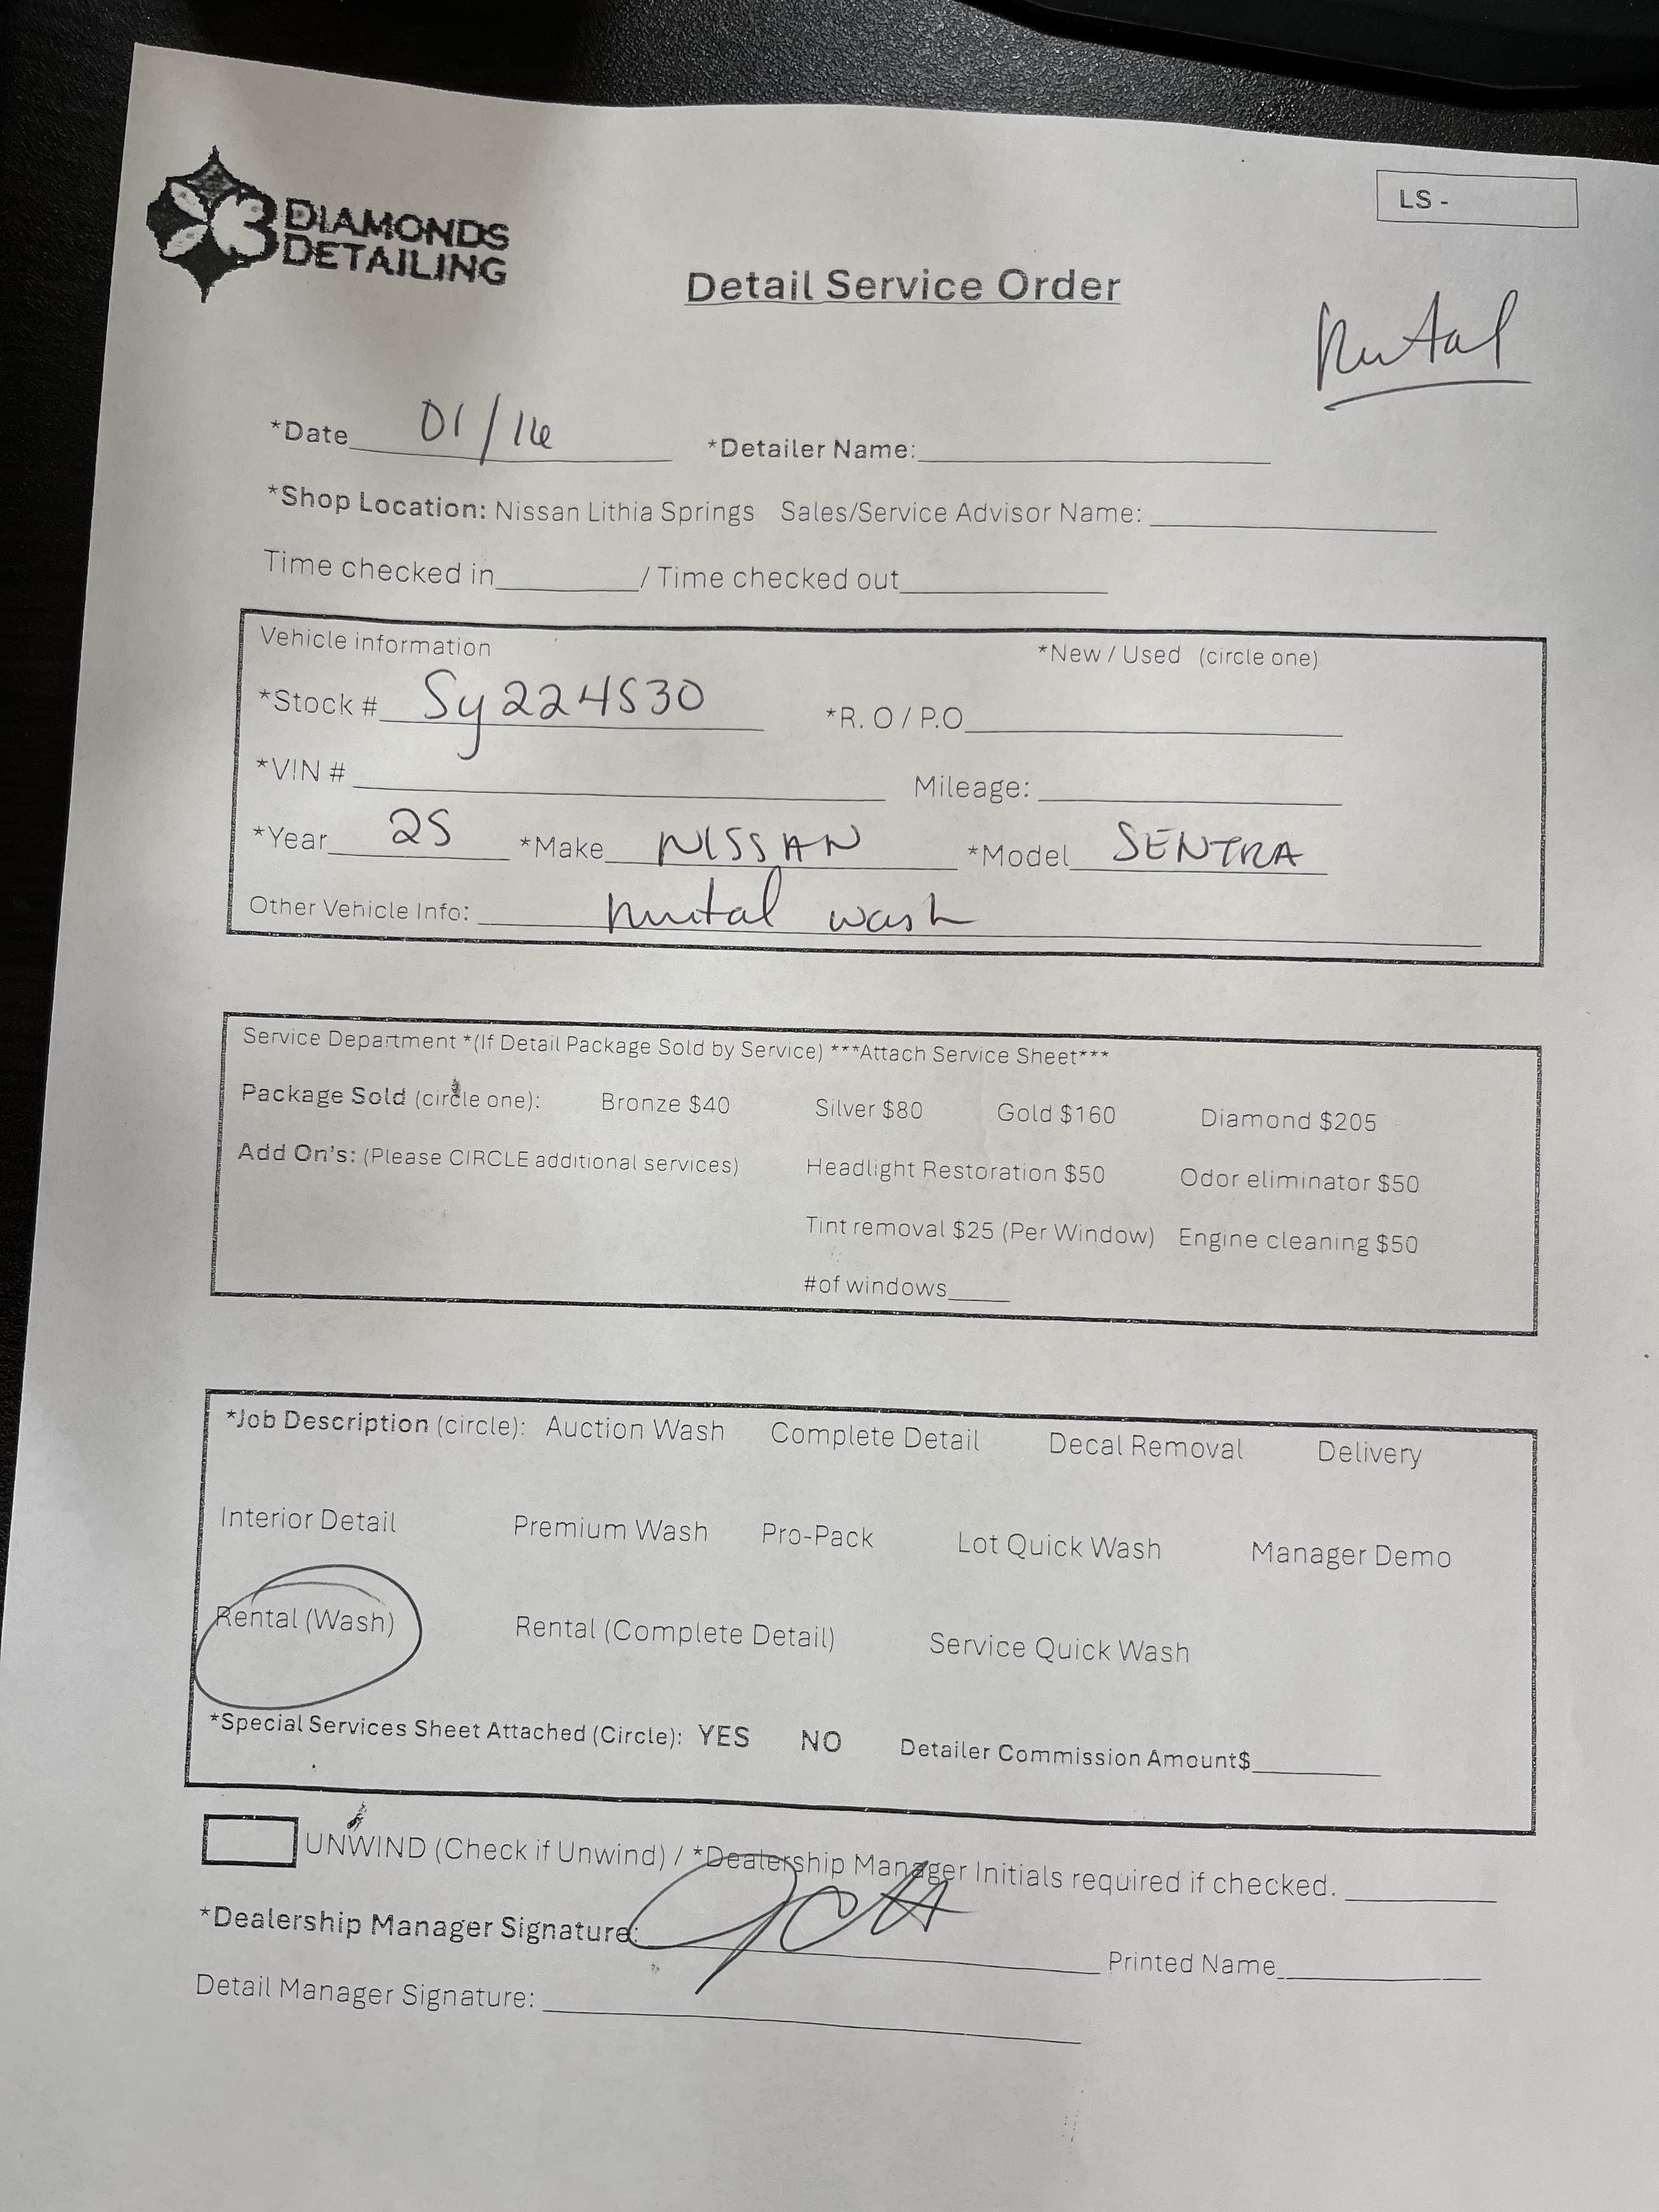 3 DIAMONDS
DETAILING
LS -
Detail Service Order
Rental
*Date 01/16 *Detailer Name:
*Shop Location: Nissan Lithia Springs Sales/Service Advisor Name:
Time checked in / Time checked out
Vehicle information *New / Used (circle one)
*Stock # Sy224530 *R. O / P.O
*VIN # Mileage:
*Year 25 *Make NISSAN *Model SENTRA
Other Vehicle Info: Rental wash
Service Department *(If Detail Package Sold by Service) ***Attach Service Sheet***
Package Sold (circle one): Bronze $40 Silver $80 Gold $160 Diamond $205
Add On's: (Please CIRCLE additional services) Headlight Restoration $50 Odor eliminator $50
Tint removal $25 (Per Window) Engine cleaning $50
#of windows
*Job Description (circle): Auction Wash Complete Detail Decal Removal Delivery
Interior Detail Premium Wash Pro-Pack Lot Quick Wash Manager Demo
Rental (Wash) Rental (Complete Detail) Service Quick Wash
*Special Services Sheet Attached (Circle): YES NO Detailer Commission Amount$
UNWIND (Check if Unwind) / *Dealership Manager Initials required if checked.
*Dealership Manager Signature: Printed Name
Detail Manager Signature: